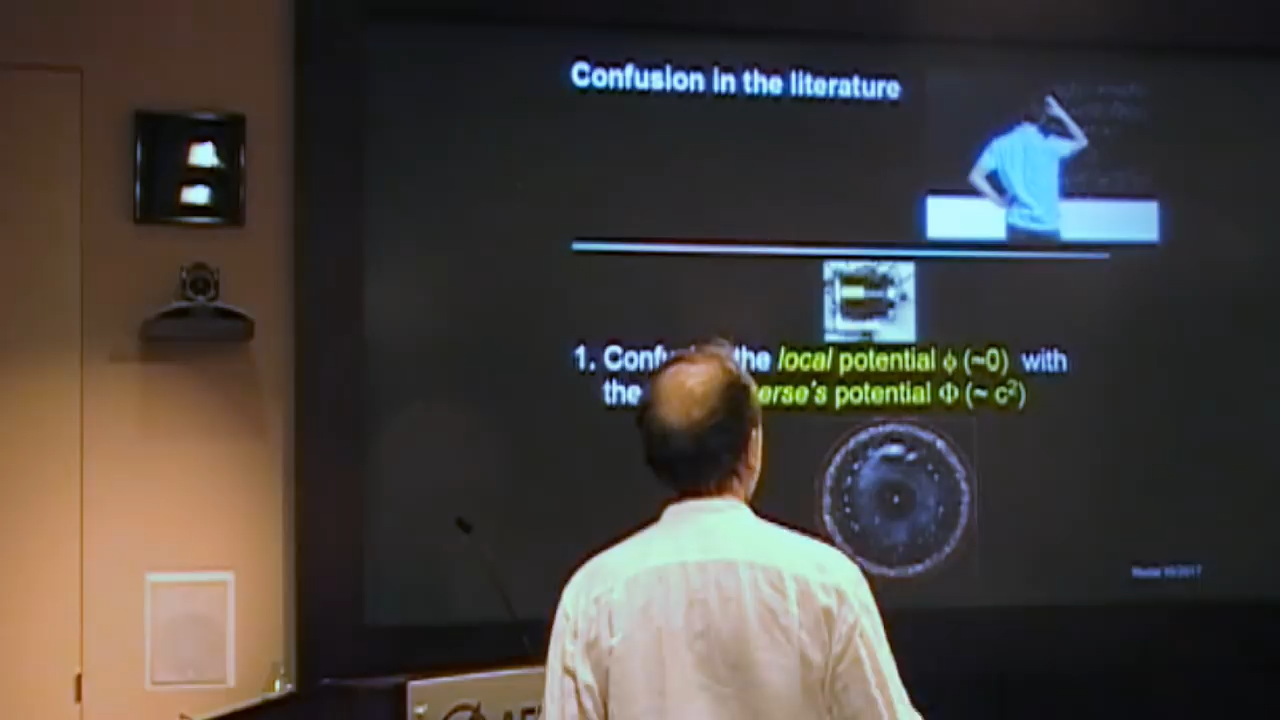 Confusion in the literature
1. Conf the local potential ϕ (~0) with
the erse's potential Φ (~ c²)